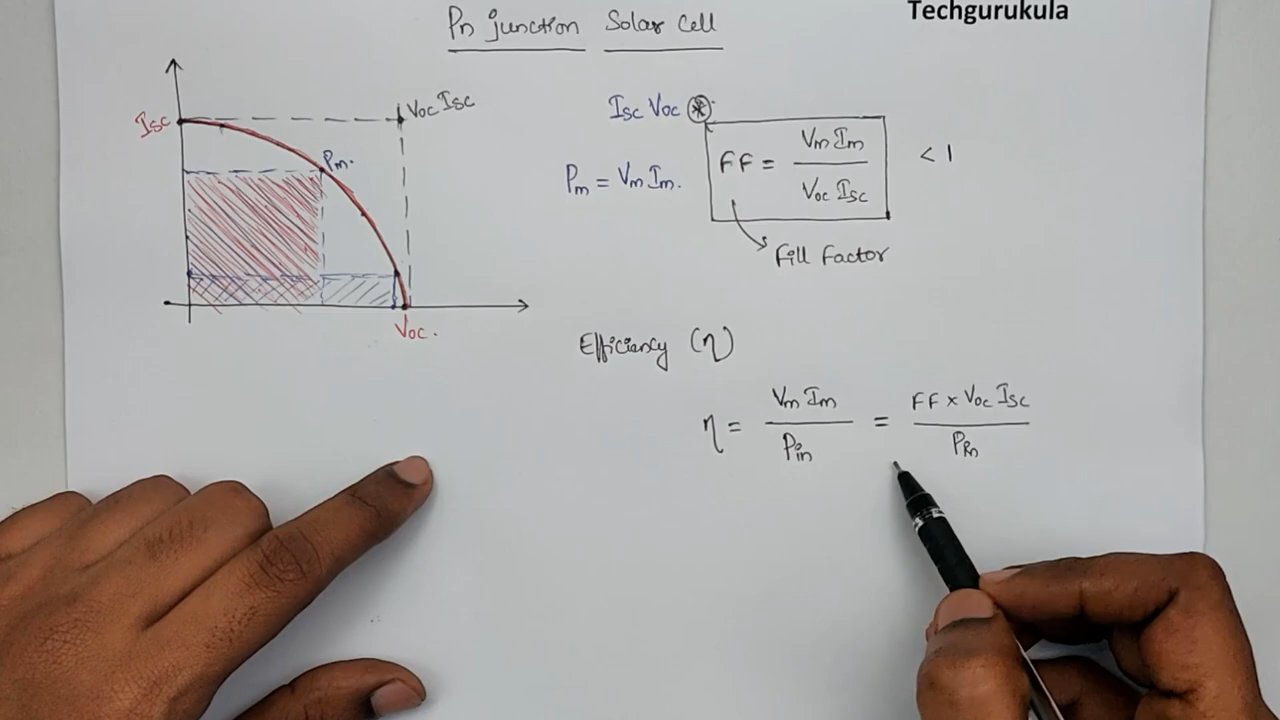 Techgurukula
Pn junction Solar Cell
Isc
Voc Isc
Pm.
Voc.
Isc Voc *
Pm = Vm Im.
FF = Vm Im / Voc Isc
< 1
Fill Factor
Efficiency (η)
η = Vm Im / Pin = FF x Voc Isc / Pin